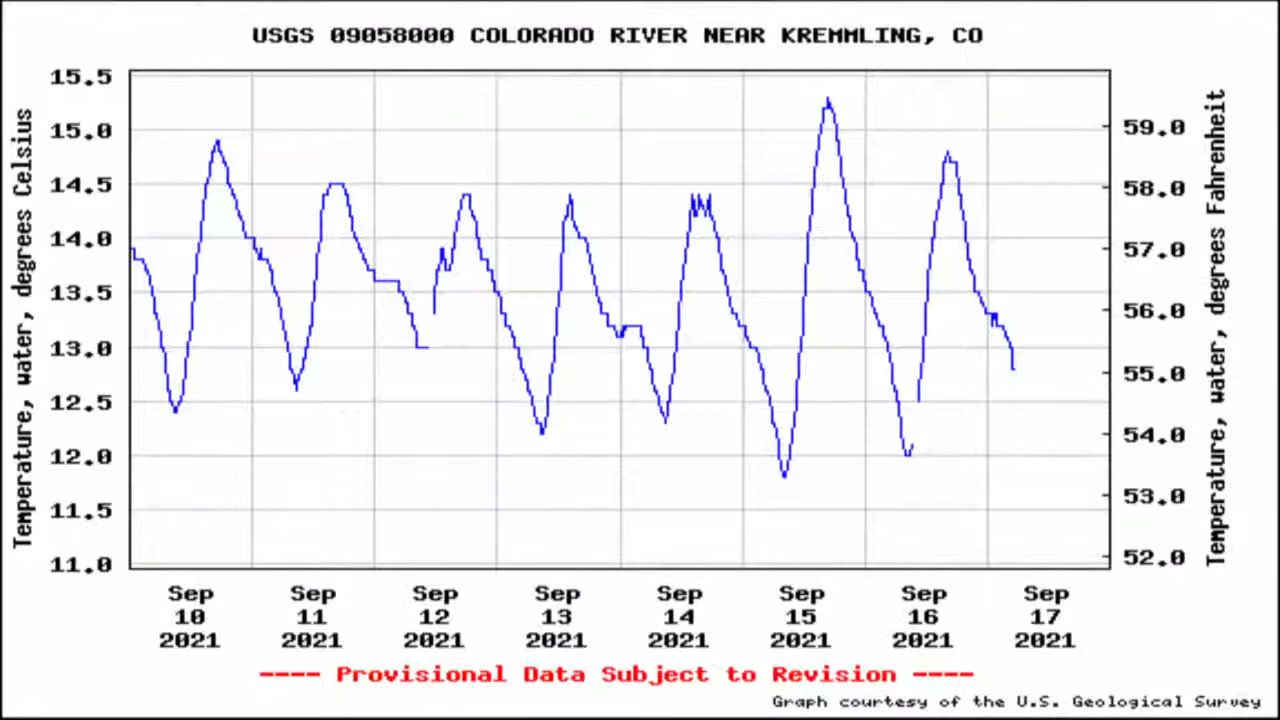 USGS 09058000 COLORADO RIVER NEAR KREMMLING, CO
Temperature, water, degrees Celsius
15.5
15.0
14.5
14.0
13.5
13.0
12.5
12.0
11.5
11.0
59.0
58.0
57.0
56.0
55.0
54.0
53.0
52.0
Temperature, water, degrees Fahrenheit
Sep 10 2021
Sep 11 2021
Sep 12 2021
Sep 13 2021
Sep 14 2021
Sep 15 2021
Sep 16 2021
Sep 17 2021
---- Provisional Data Subject to Revision ----
Graph courtesy of the U.S. Geological Survey